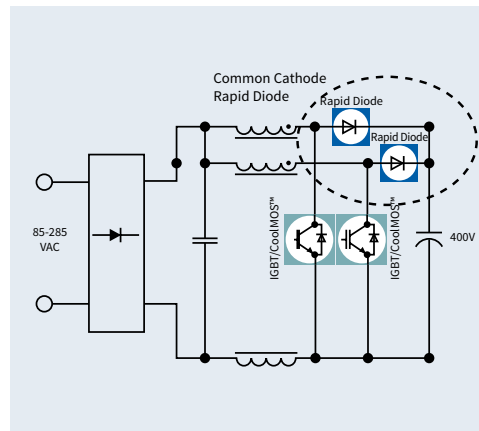 Common Cathode
Rapid Diode
Rapid Diode
Rapid Diode
IGBT/CoolMOS™
IGBT/CoolMOS™
85-285
VAC
400V